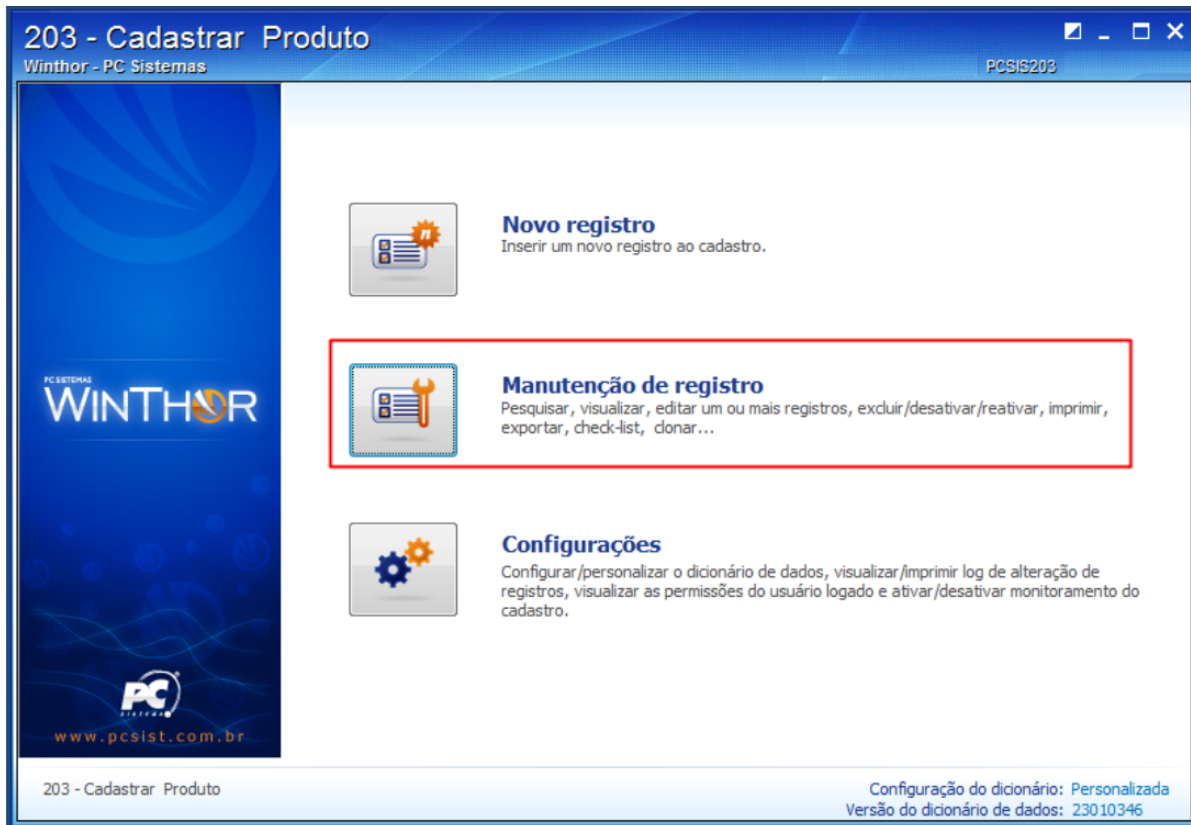 203 - Cadastrar Produto
Winthor - PC Sistemas
PCSIS203
Novo registro
Inserir um novo registro ao cadastro.
Manutenção de registro
Pesquisar, visualizar, editar um ou mais registros, excluir/desativar/reativar, imprimir,
exportar, check-list, clonar...
PC SISTEMAS
WINTHOR
Configurações
Configurar/personalizar o dicionário de dados, visualizar/imprimir log de alteração de
registros, visualizar as permissões do usuário logado e ativar/desativar monitoramento do
cadastro.
PC
SISTEMAS
www.pcsist.com.br
203 - Cadastrar Produto
Configuração do dicionário: Personalizada
Versão do dicionário de dados: 23010346